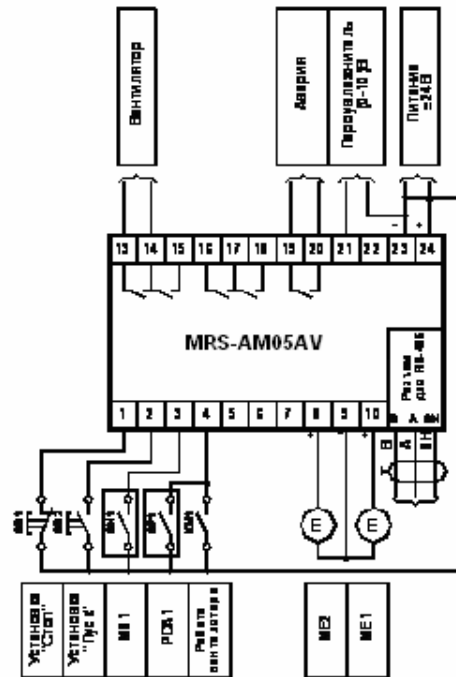 Вентилятор
Авария
Пароувлажнитель
(0-10)В
Питание
=24В
13 14 15 16 17 18 19 20 21 22 23 24
MRS-AM05AV
Разъем
для RS-485
1 2 3 4 5 6 7 8 9 10
B A
E E
Установка
"Стоп"
Установка
"Пуск"
PDA1
Работа
вентилятора
ME2
ME1